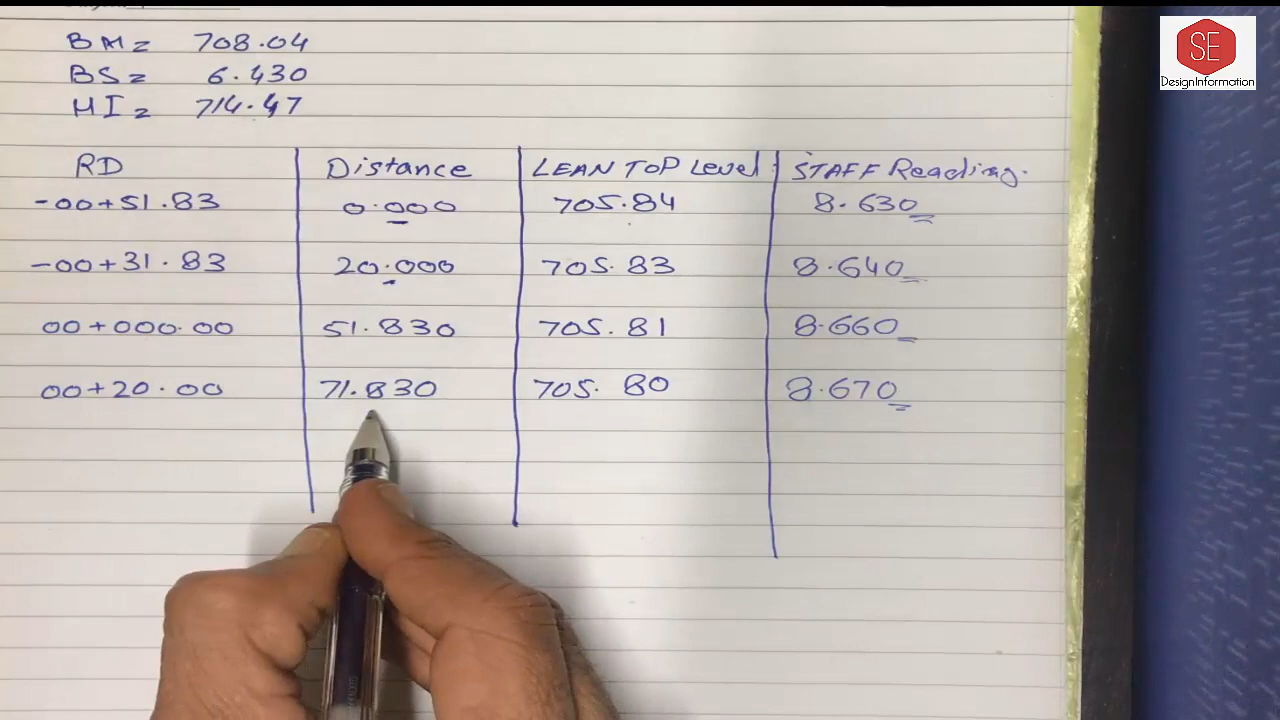 SE
DesignInformation
BM= 708.04
BS= 6.430
HI= 714.47
RD Distance LEAN TOP Level STAFF Reading.
-00+51.83 0.000 705.84 8.630
-00+31.83 20.000 705.83 8.640
00+000.00 51.830 705.81 8.660
00+20.00 71.830 705.80 8.670